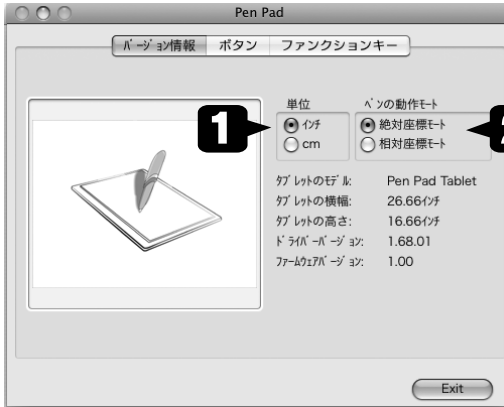 Pen Pad
バージョン情報 ボタン ファンクションキー
単位
ペンの動作モード
1
インチ
cm
2
絶対座標モード
相対座標モード
タブレットのモデル: Pen Pad Tablet
タブレットの横幅: 26.66インチ
タブレットの高さ: 16.66インチ
ドライバーバージョン: 1.68.01
ファームウェアバージョン: 1.00
Exit